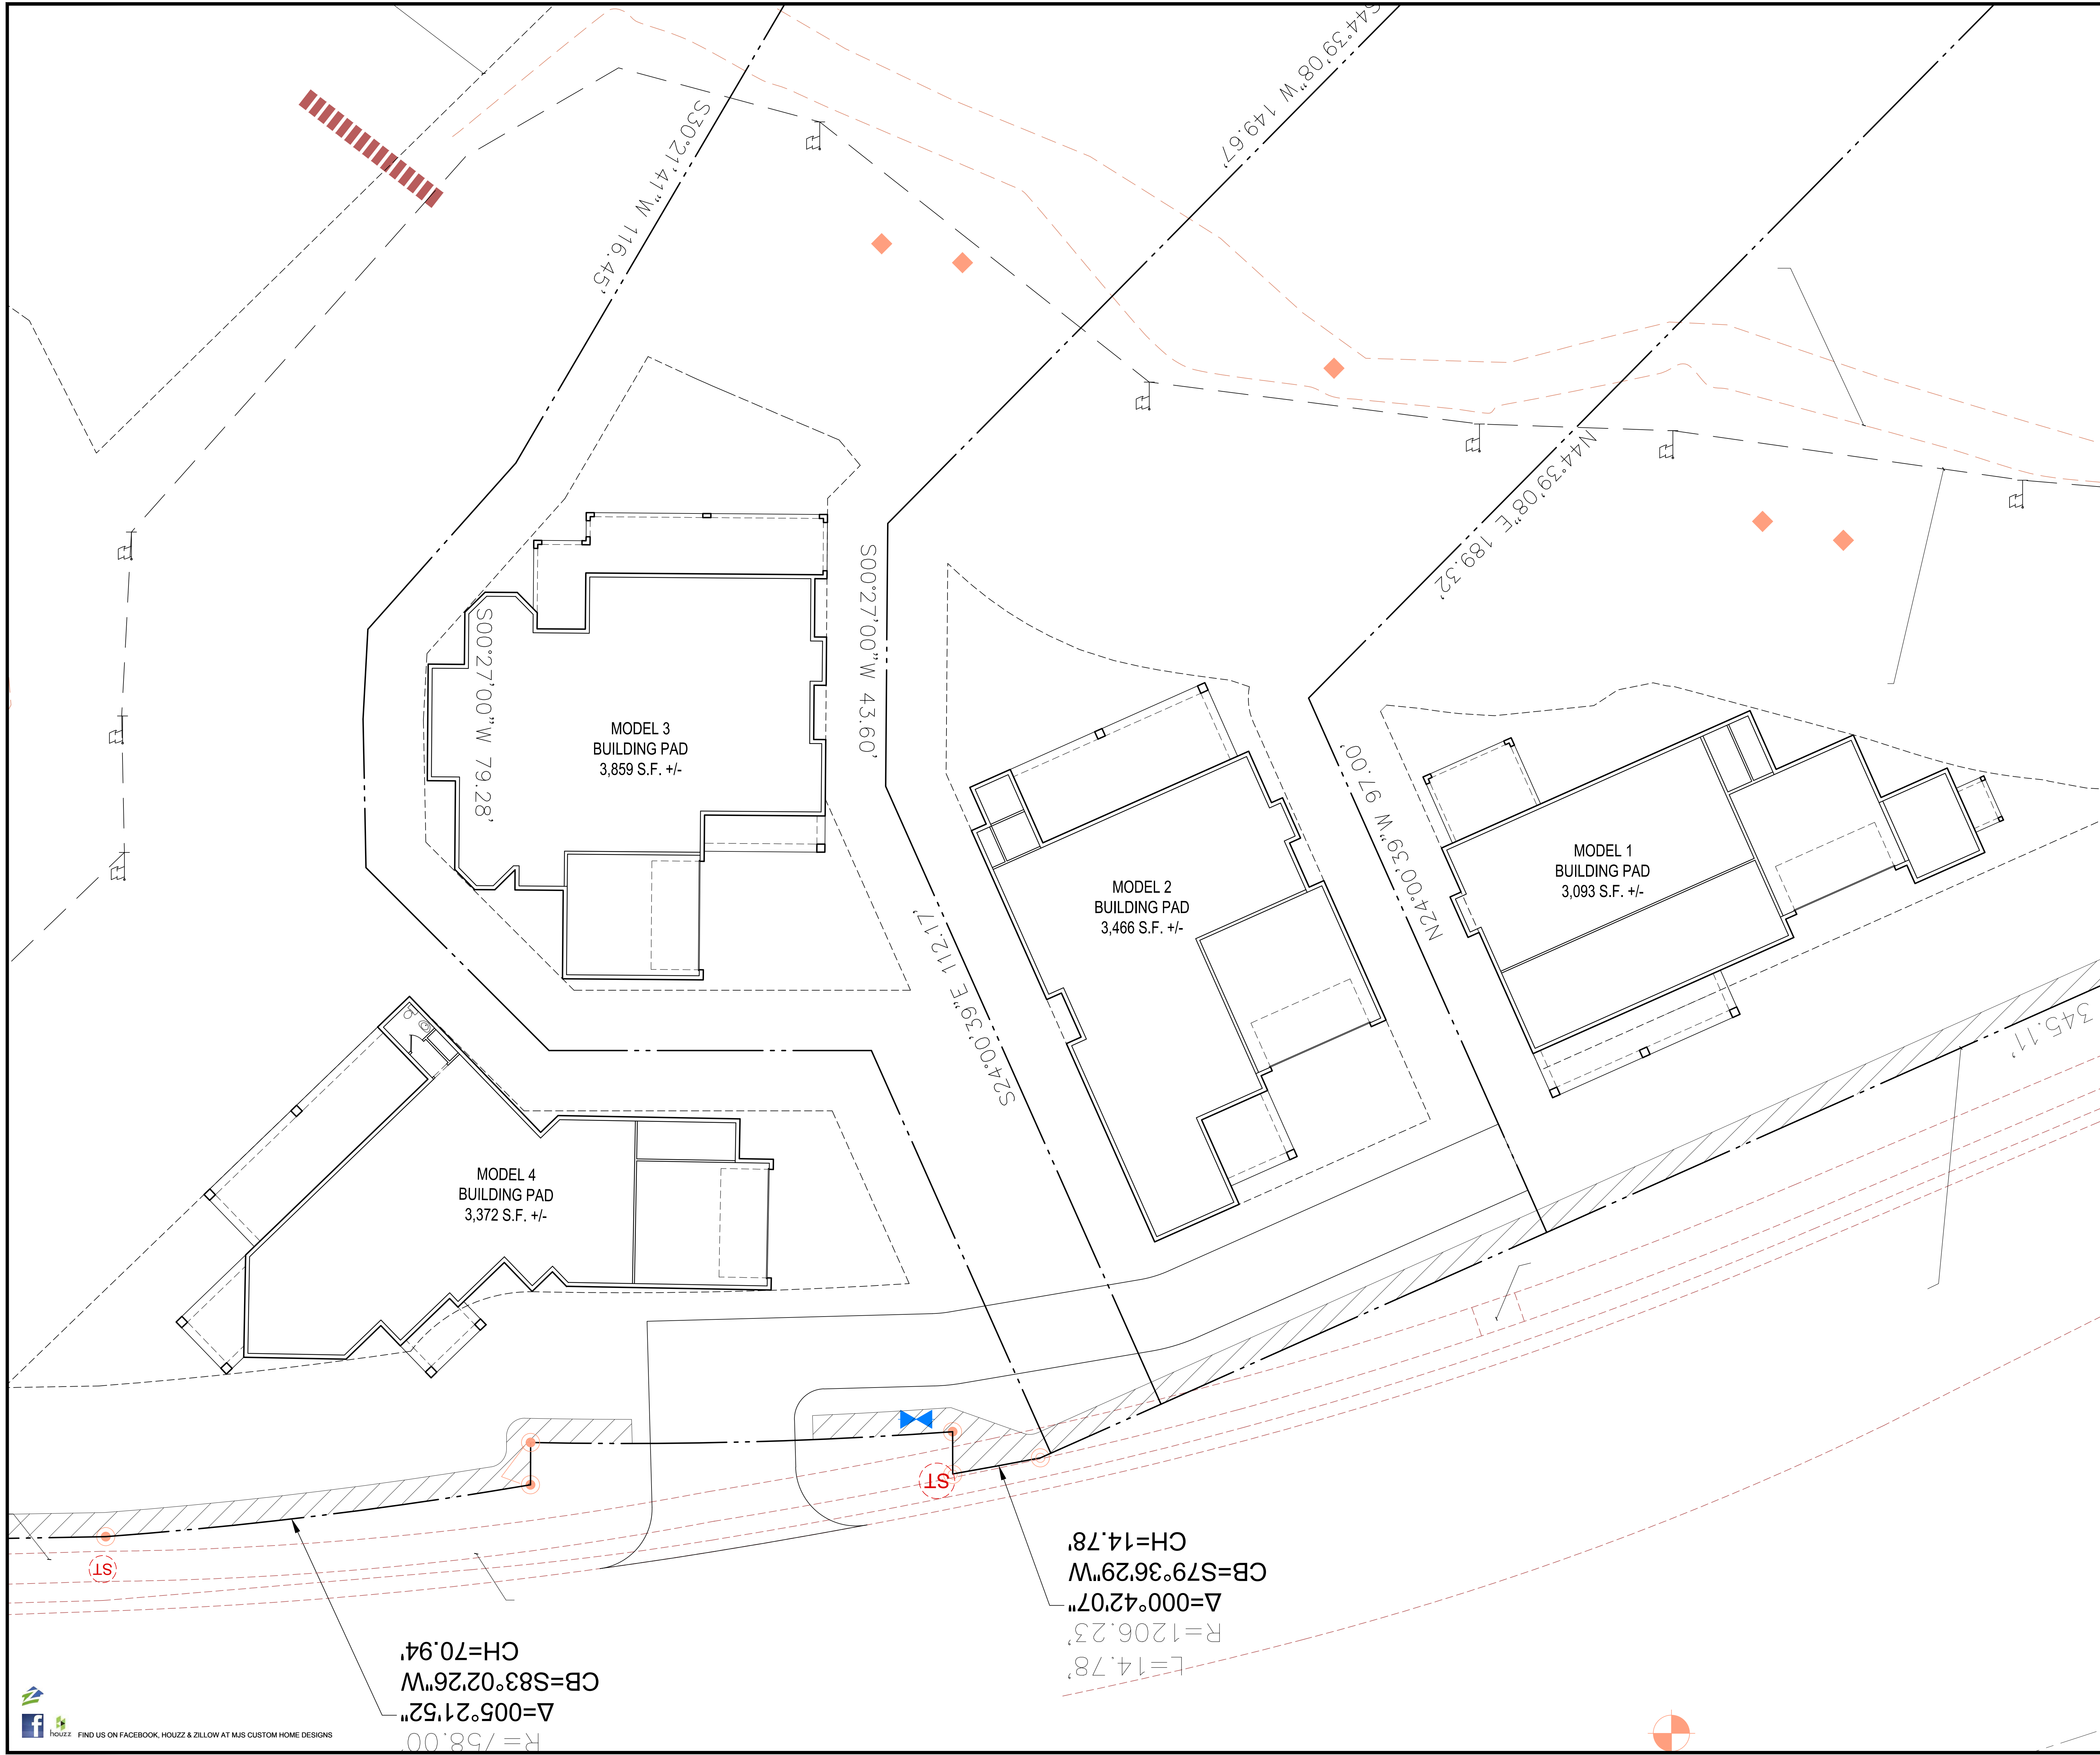 S44°39'08"W 149.67'
S30°21'41"W 116.45'
N44°39'08"E 189.32'
S00°27'00"W 43.60'
S00°27'00"W 79.28'
MODEL 3
BUILDING PAD
3,859 S.F. +/-
N24°00'39"W 97.00'
MODEL 1
BUILDING PAD
3,093 S.F. +/-
MODEL 2
BUILDING PAD
3,466 S.F. +/-
S24°00'39"E 112.17'
345.11'
MODEL 4
BUILDING PAD
3,372 S.F. +/-
ST
ST
L=14.78'
R=1206.23'
Δ=000°42'07"
CB=S79°36'29"W
CH=14.78'
R=758.00'
Δ=005°21'52"
CB=S83°02'26"W
CH=70.94'
f
houzz
FIND US ON FACEBOOK, HOUZZ & ZILLOW AT MJS CUSTOM HOME DESIGNS